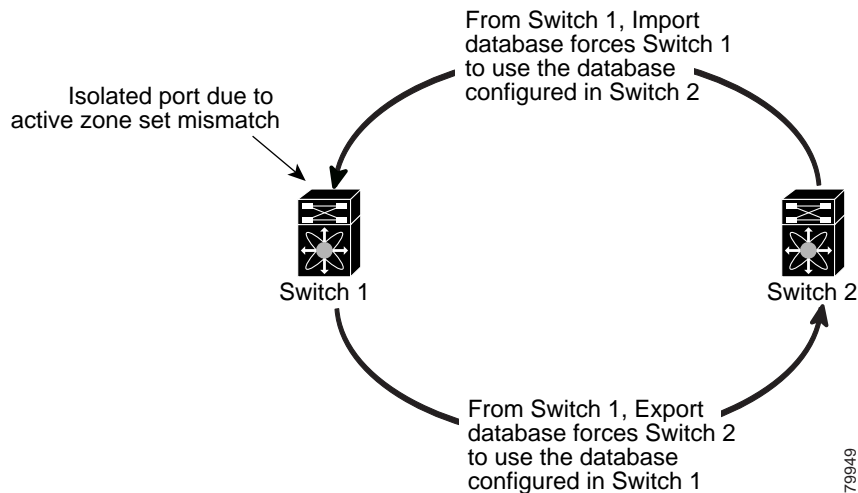 From Switch 1, Import
database forces Switch 1
to use the database
configured in Switch 2
Isolated port due to
active zone set mismatch
Switch 1
Switch 2
From Switch 1, Export
database forces Switch 2
to use the database
configured in Switch 1
79949